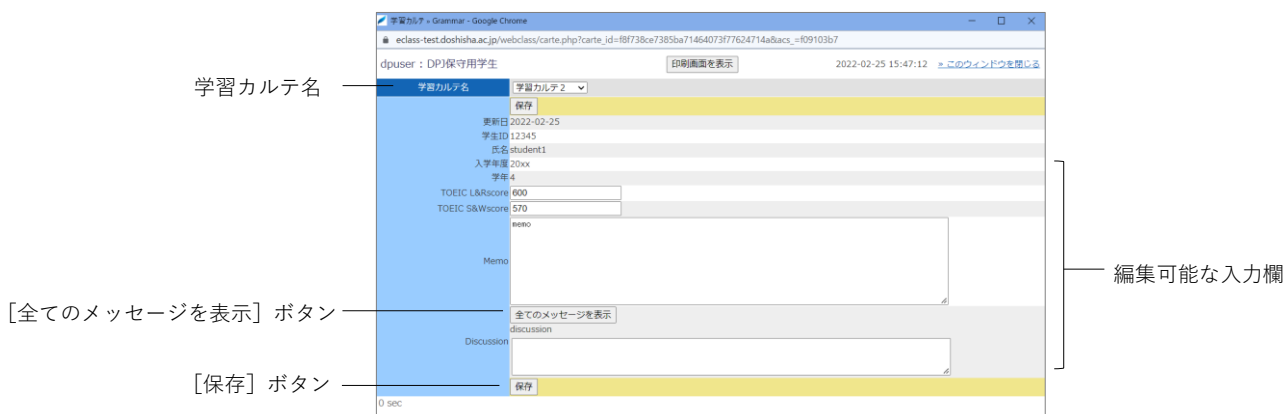 学習カルテ » Grammar - Google Chrome
eclass-test.doshisha.ac.jp/webclass/carte.php?carte_id=f8f738ce7385ba71464073f77624714a&acs_=f09103b7
dpuser：DPJ保守用学生 印刷画面を表示 2022-02-25 15:47:12 » このウィンドウを閉じる
学習カルテ名 学習カルテ名 学習カルテ 2
保存
更新日 2022-02-25
学生ID 12345
氏名 student1
入学年度 20xx
学年 4
TOEIC L&Rscore 600
TOEIC S&Wscore 570
memo
Memo
編集可能な入力欄
［全てのメッセージを表示］ボタン 全てのメッセージを表示
discussion
Discussion
［保存］ボタン 保存
0 sec